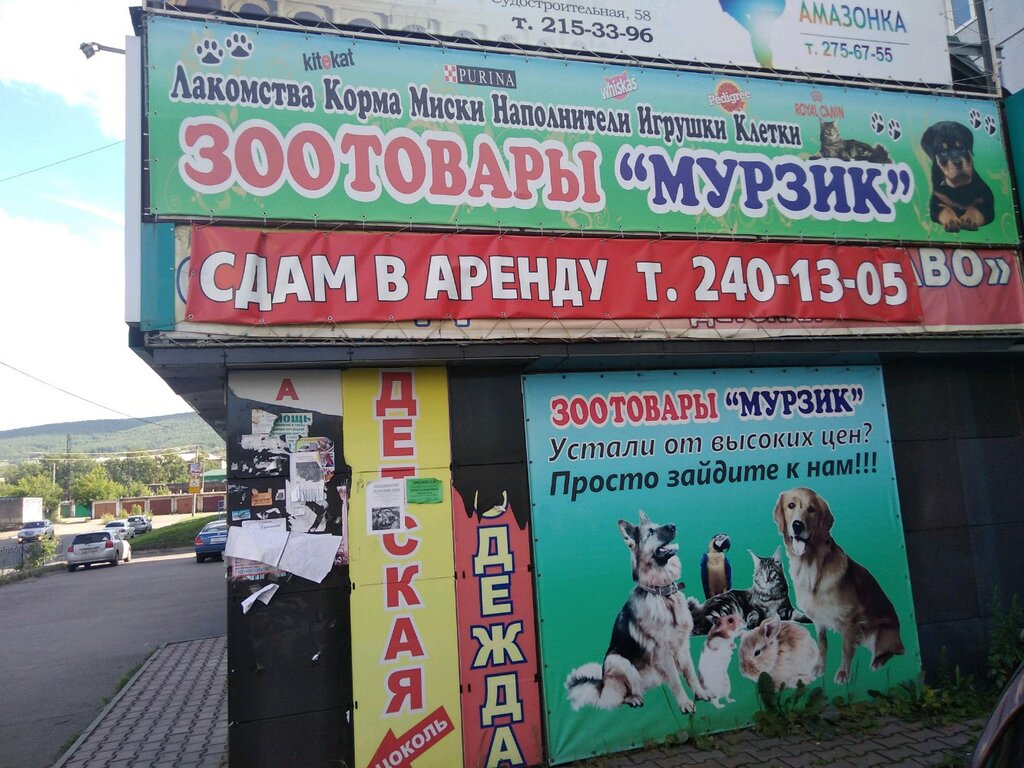 Судостроительная, 58
т. 215-33-96
АМАЗОНКА
т. 275-67-55
kitekat
PURINA
whiskas
Pedigree
ROYAL CANIN
Лакомства Корма Миски Наполнители Игрушки Клетки
ЗООТОВАРЫ "МУРЗИК"
СДАМ В АРЕНДУ т. 240-13-05
АВО»
А
ДЕТСКАЯ
ЦОКОЛЬ
ОДЕЖДА
ЗООТОВАРЫ "МУРЗИК"
Устали от высоких цен?
Просто зайдите к нам!!!